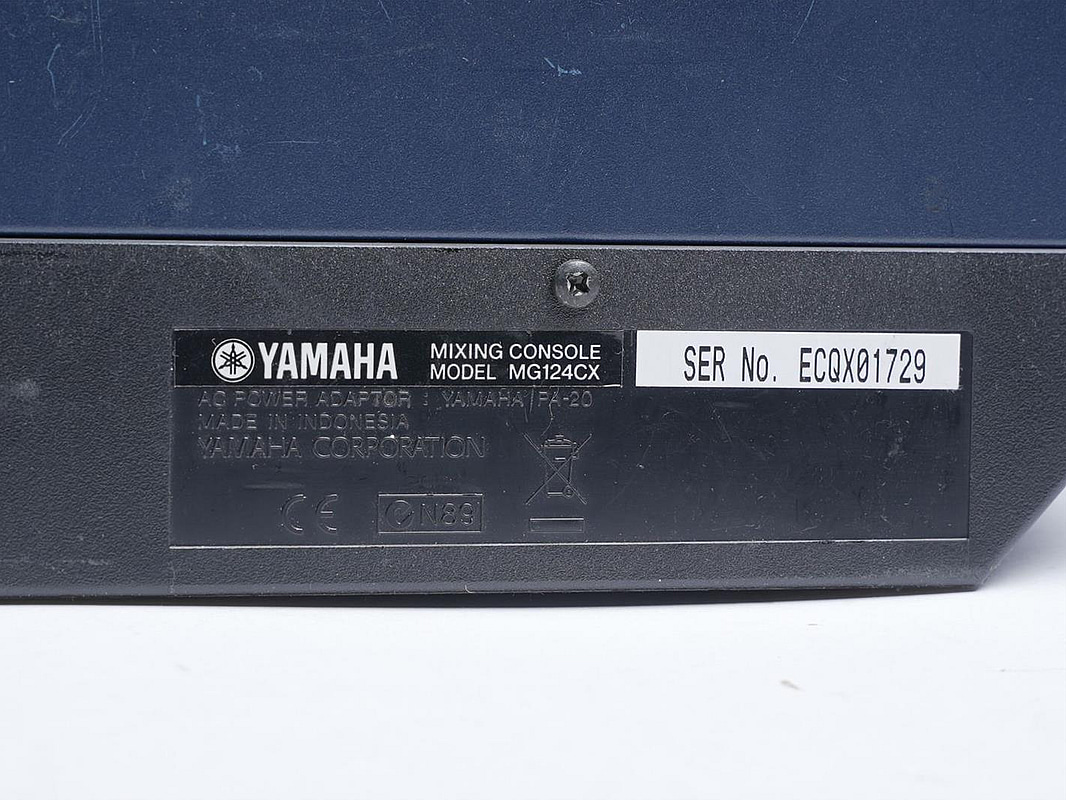 YAMAHA
MIXING CONSOLE
MODEL MG124CX
SER No. ECQX01729
AC POWER ADAPTOR : YAMAHA PA-20
MADE IN INDONESIA
YAMAHA CORPORATION
CE
N89